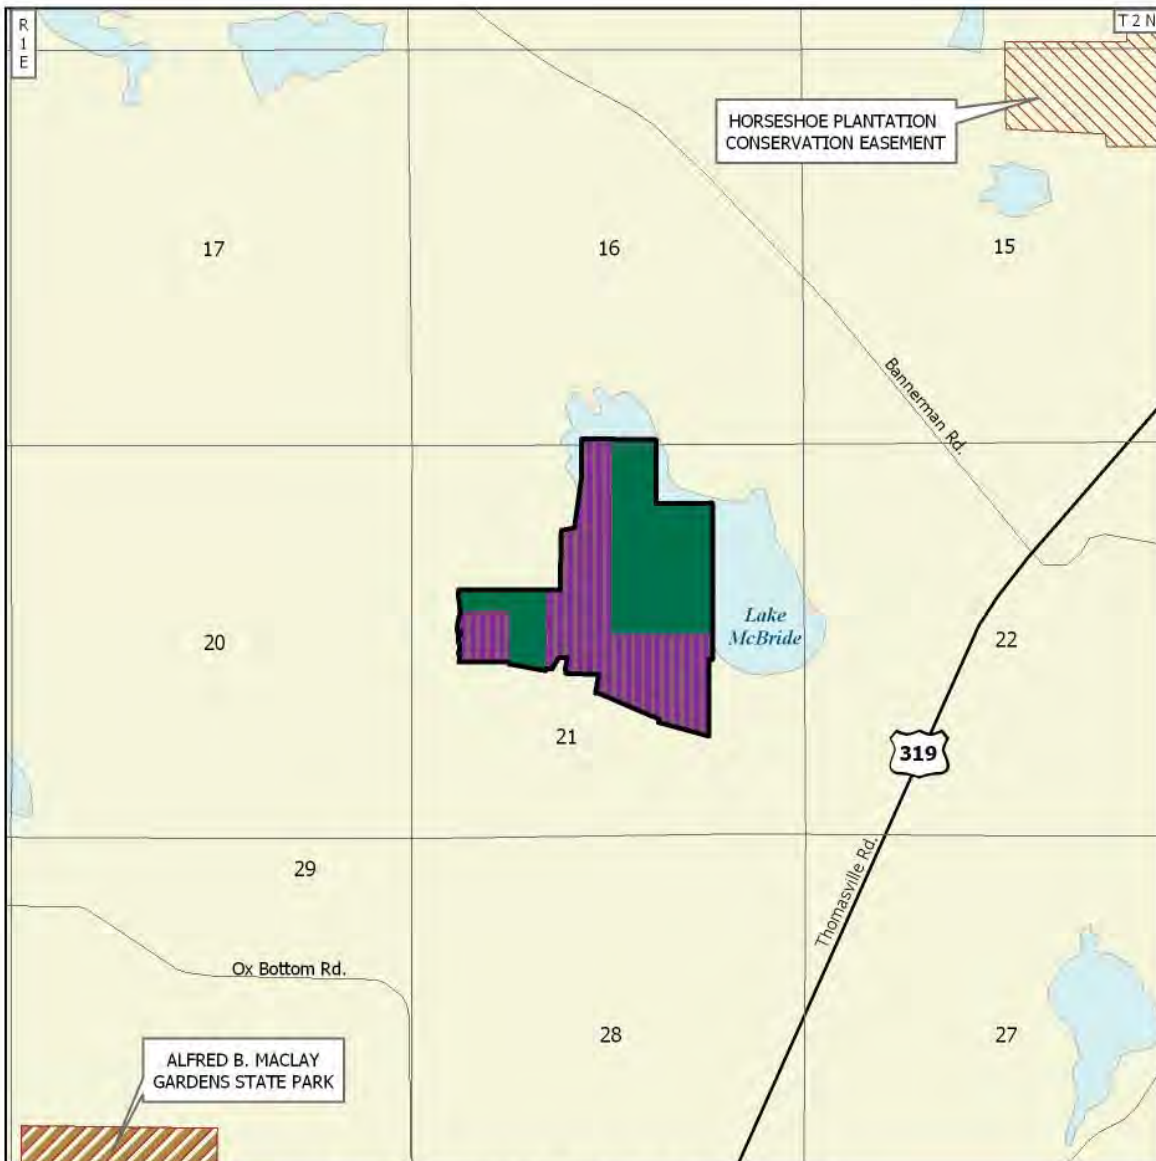 R
1
E
T 2 N
HORSESHOE PLANTATION
CONSERVATION EASEMENT
17
16
15
Bannerman Rd.
20
Lake
McBride
22
21
319
29
Thomasville Rd.
Ox Bottom Rd.
28
27
ALFRED B. MACLAY
GARDENS STATE PARK